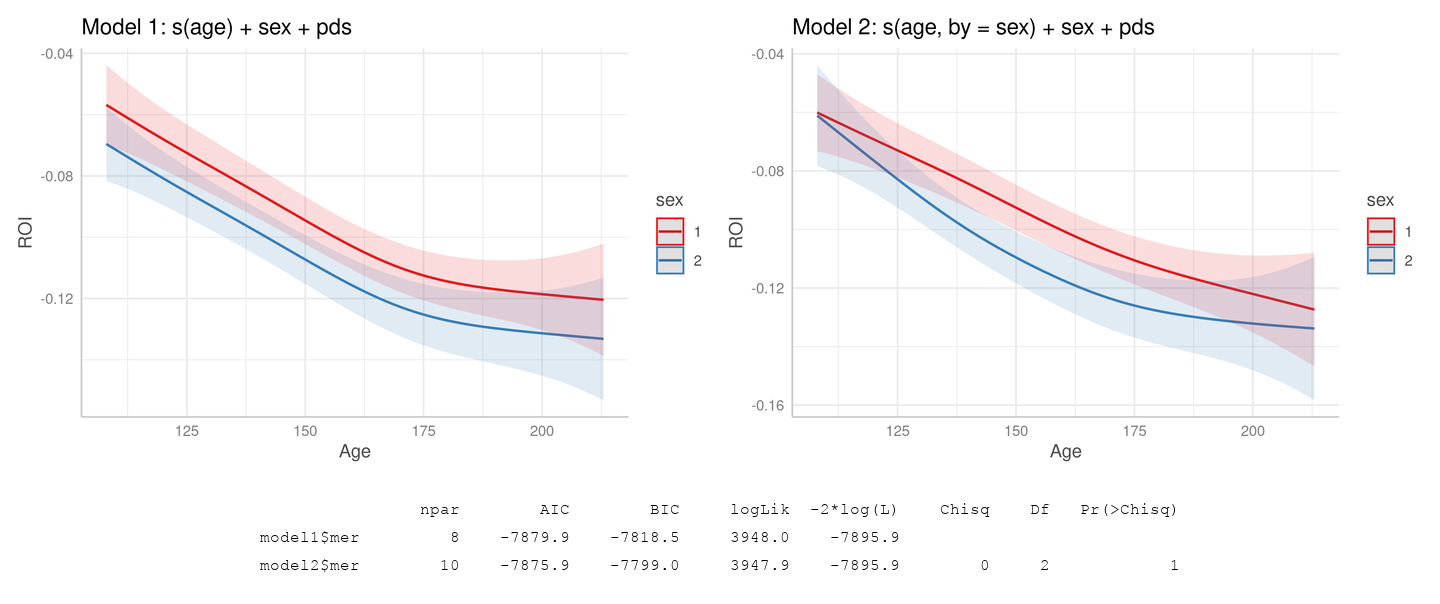 Model 1: s(age) + sex + pds
-0.04
-0.08
-0.12
ROI
125 150 175 200
Age
sex
1
2
Model 2: s(age, by = sex) + sex + pds
-0.04
-0.08
-0.12
-0.16
ROI
125 150 175 200
Age
sex
1
2
npar AIC BIC logLik -2*log(L) Chisq Df Pr(>Chisq)
model1$mer 8 -7879.9 -7818.5 3948.0 -7895.9
model2$mer 10 -7875.9 -7799.0 3947.9 -7895.9 0 2 1